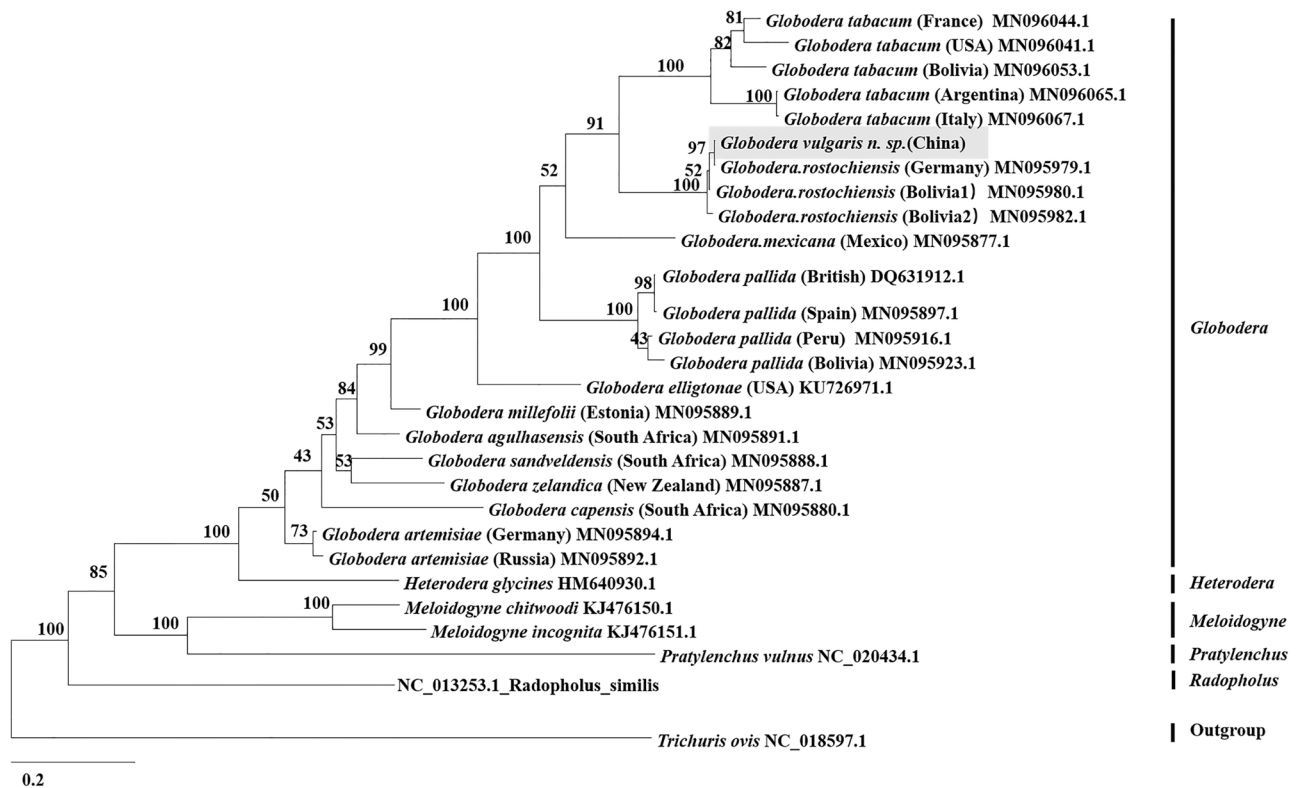 81 Globodera tabacum (France) MN096044.1
82 Globodera tabacum (USA) MN096041.1
100 Globodera tabacum (Bolivia) MN096053.1
100 Globodera tabacum (Argentina) MN096065.1
Globodera tabacum (Italy) MN096067.1
91
97 Globodera vulgaris n. sp.(China)
52 Globodera.rostochiensis (Germany) MN095979.1
100 Globodera.rostochiensis (Bolivia1) MN095980.1
Globodera.rostochiensis (Bolivia2) MN095982.1
52
Globodera.mexicana (Mexico) MN095877.1
100
98 Globodera pallida (British) DQ631912.1
100 Globodera pallida (Spain) MN095897.1
43 Globodera pallida (Peru) MN095916.1
Globodera pallida (Bolivia) MN095923.1
Globodera
100
Globodera elligtonae (USA) KU726971.1
99
Globodera millefolii (Estonia) MN095889.1
84
Globodera agulhasensis (South Africa) MN095891.1
53
53 Globodera sandveldensis (South Africa) MN095888.1
Globodera zelandica (New Zealand) MN095887.1
43
Globodera capensis (South Africa) MN095880.1
50
73 Globodera artemisiae (Germany) MN095894.1
Globodera artemisiae (Russia) MN095892.1
100
Heterodera glycines HM640930.1 Heterodera
85
100 Meloidogyne chitwoodi KJ476150.1
Meloidogyne incognita KJ476151.1
Meloidogyne
100
Pratylenchus vulnus NC_020434.1 Pratylenchus
100
NC_013253.1_Radopholus_similis Radopholus
Trichuris ovis NC_018597.1 Outgroup
0.2